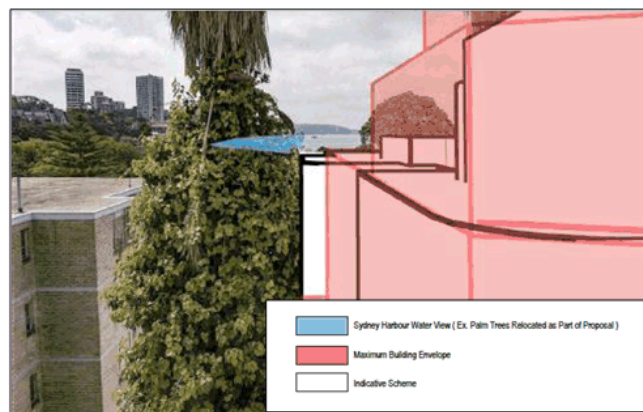 Sydney Harbour Water View ( Ex. Palm Trees Relocated as Part of Proposal )
Maximum Building Envelope
Indicative Scheme